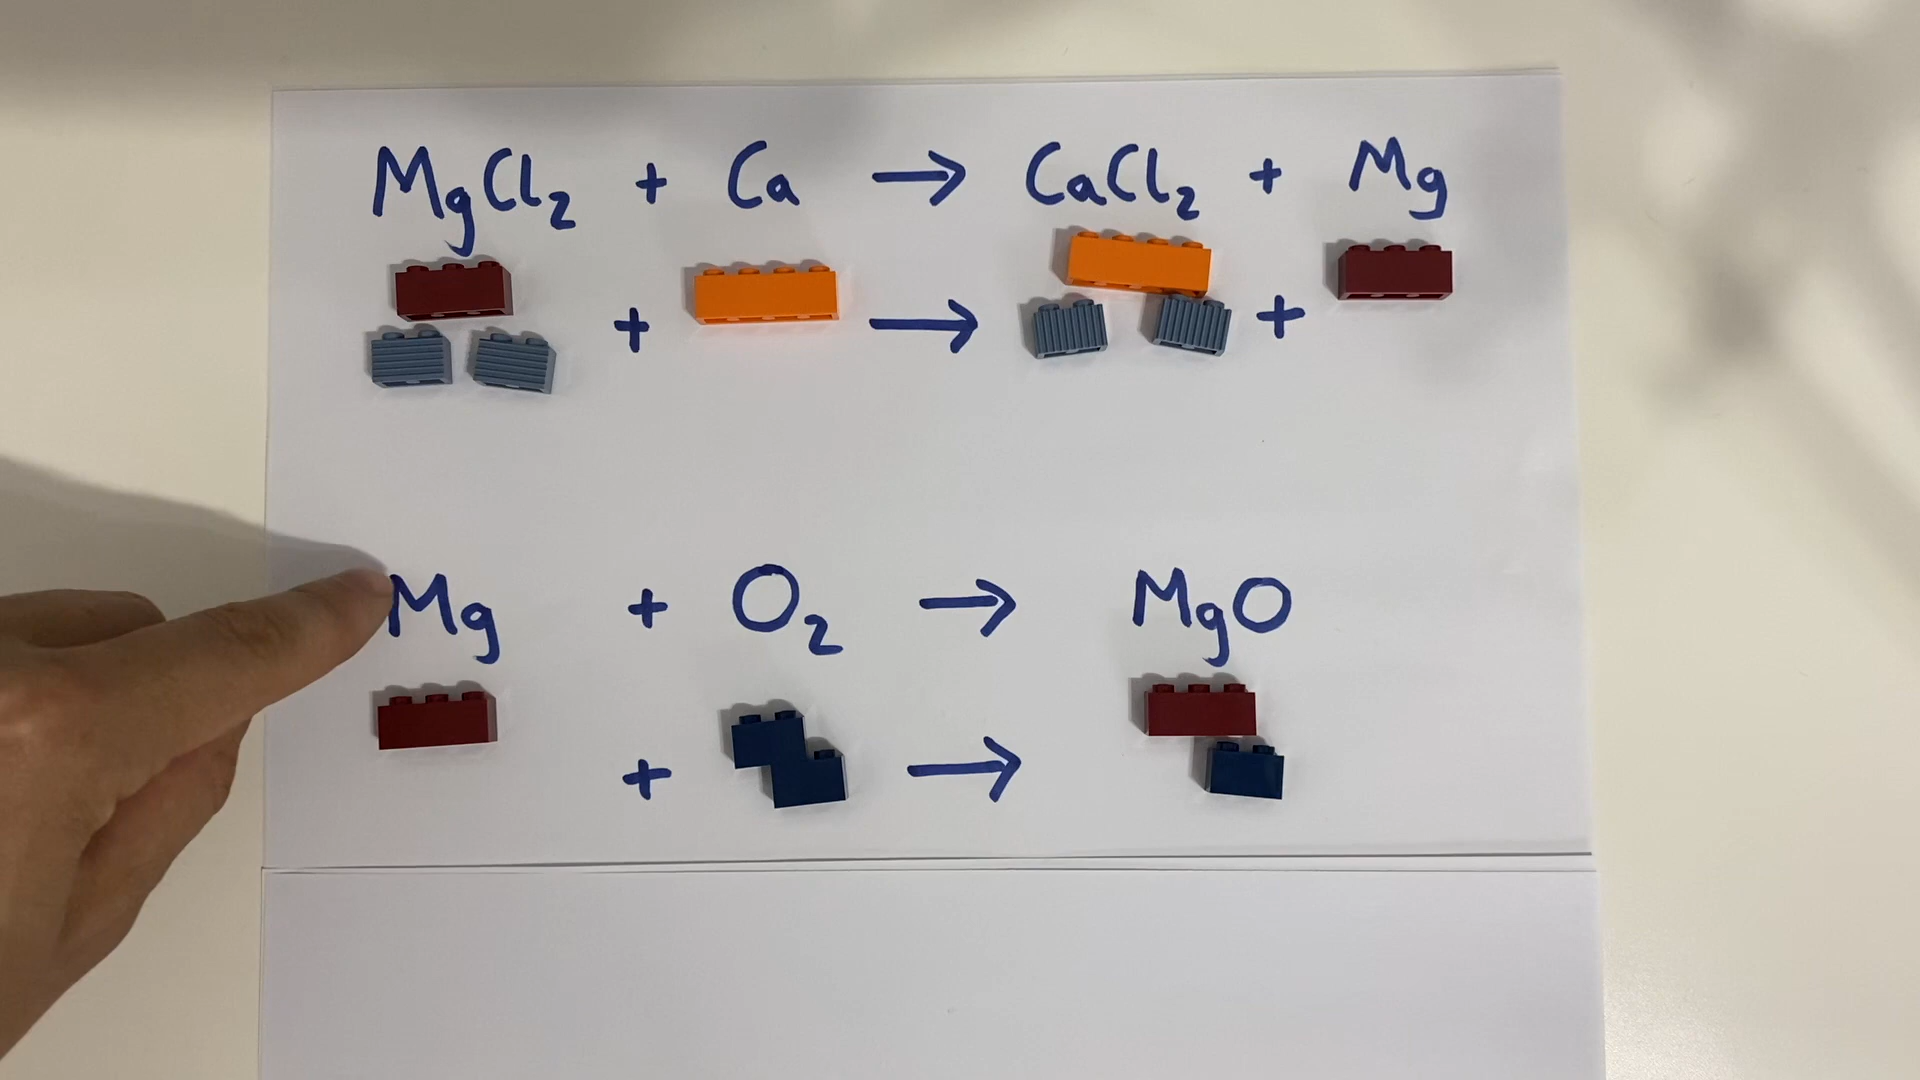 MgCl₂ + Ca → CaCl₂ + Mg
+ → +
Mg + O₂ → MgO
+ →